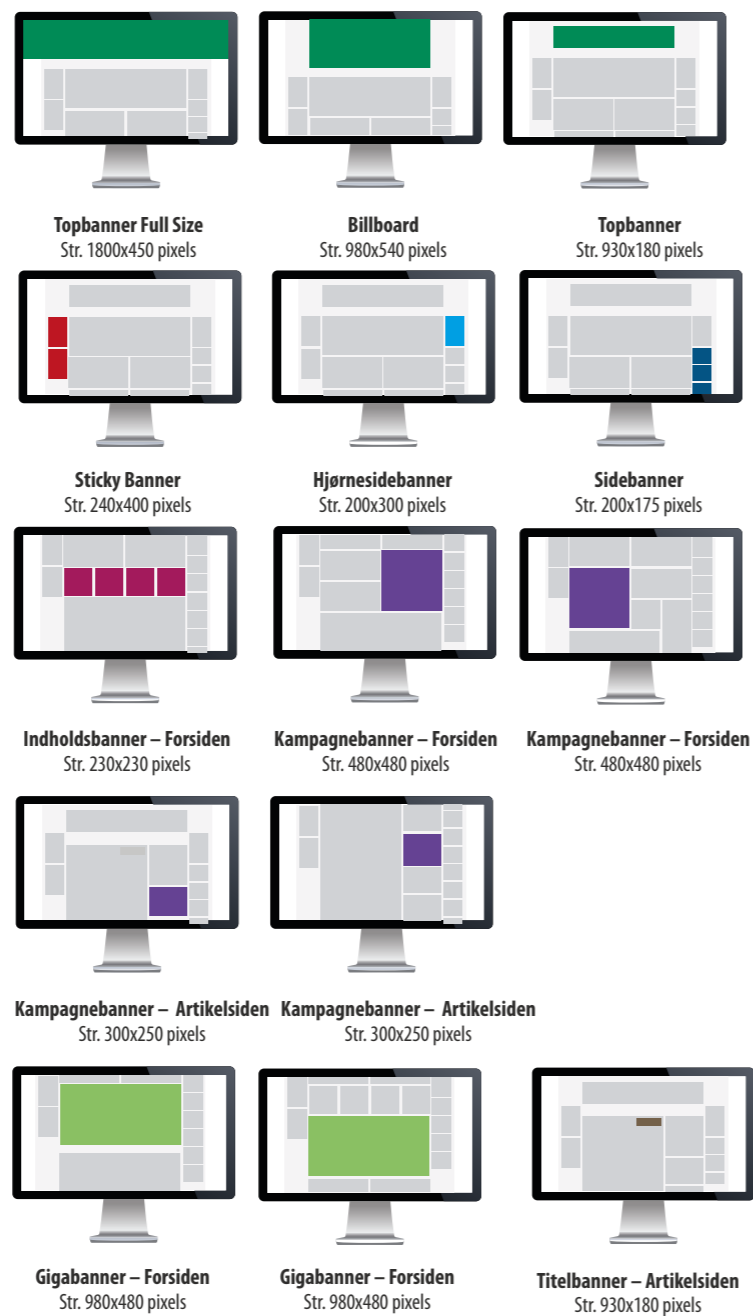 Topbanner Full Size
Str. 1800x450 pixels
Billboard
Str. 980x540 pixels
Topbanner
Str. 930x180 pixels
Sticky Banner
Str. 240x400 pixels
Hjørnesidebanner
Str. 200x300 pixels
Sidebanner
Str. 200x175 pixels
Indholdsbanner – Forsiden
Str. 230x230 pixels
Kampagnebanner – Forsiden
Str. 480x480 pixels
Kampagnebanner – Forsiden
Str. 480x480 pixels
Kampagnebanner –  Artikelsiden
Str. 300x250 pixels
Kampagnebanner –  Artikelsiden
Str. 300x250 pixels
Gigabanner – Forsiden
Str. 980x480 pixels
Gigabanner – Forsiden
Str. 980x480 pixels
Titelbanner – Artikelsiden
Str. 930x180 pixels